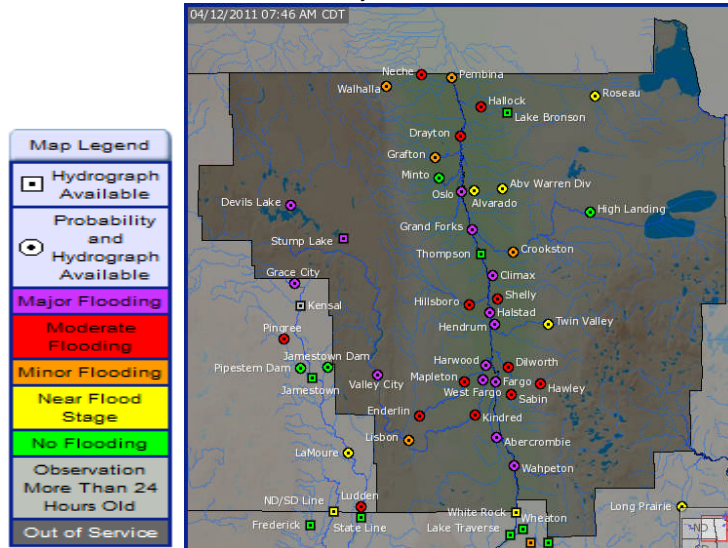 04/12/2011 07:46 AM CDT
Neche
Pembina
Walhalla
Roseau
Hallock
Lake Bronson
Drayton
Grafton
Minto
Oslo
Alvarado
Abv Warren Div
Devils Lake
High Landing
Grand Forks
Stump Lake
Thompson
Crookston
Grace City
Climax
Kensal
Hillsboro
Shelly
Halstad
Pingree
Hendrum
Twin Valley
Jamestown Dam
Pipestem Dam
Jamestown
Valley City
Harwood
Dilworth
Mapleton
Fargo
West Fargo
Hawley
Sabin
Enderlin
Kindred
Lisbon
Abercrombie
LaMoure
Wahpeton
ND/SD Line
Ludden
White Rock
Long Prairie
Frederick
State Line
Lake Traverse
Wheaton
ND
Map Legend
Hydrograph
Available
Probability
and
Hydrograph
Available
Major Flooding
Moderate
Flooding
Minor Flooding
Near Flood
Stage
No Flooding
Observation
More Than 24
Hours Old
Out of Service